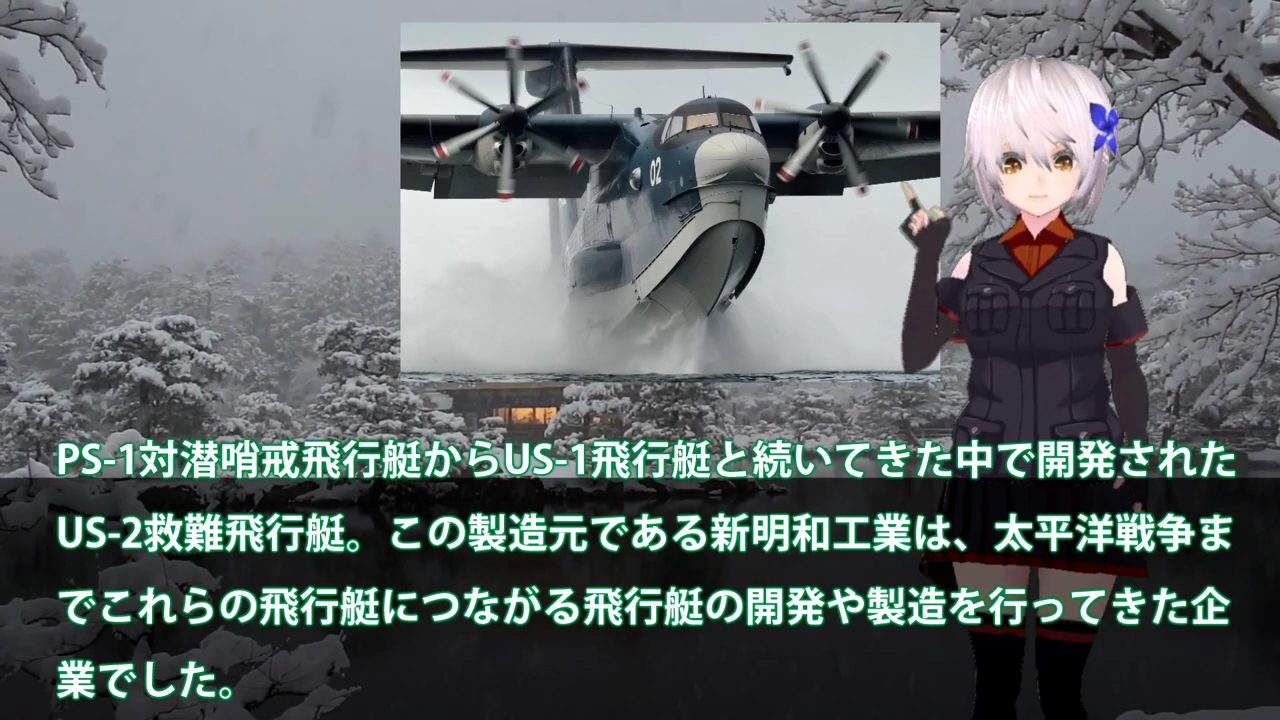 02
PS-1対潜哨戒飛行艇からUS-1飛行艇と続いてきた中で開発された
US-2救難飛行艇。この製造元である新明和工業は、太平洋戦争ま
でこれらの飛行艇につながる飛行艇の開発や製造を行ってきた企
業でした。